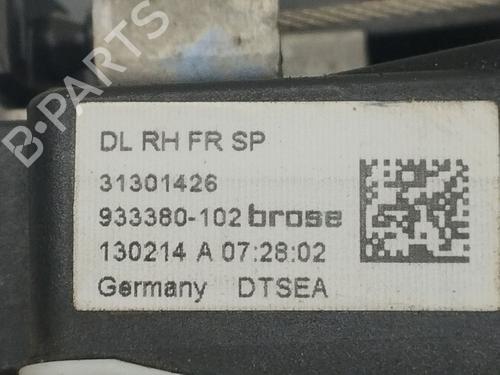 B-PARTS
DL RH FR SP
31301426
933380-102 brose
130214 A 07:28:02
Germany DTSEA